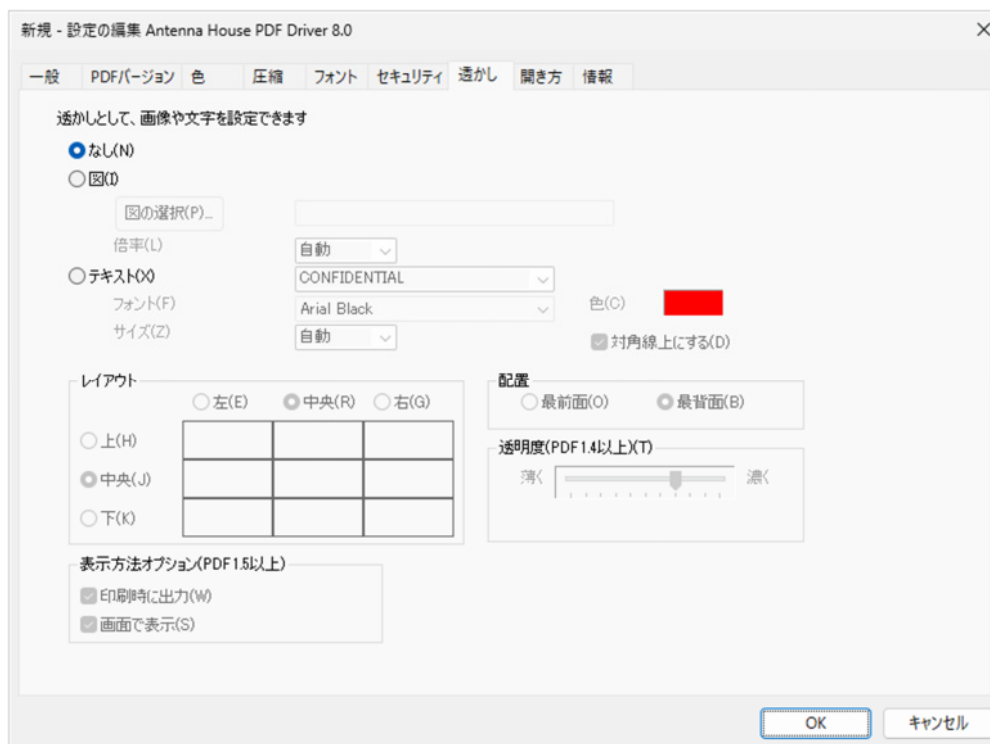 新規 - 設定の編集 Antenna House PDF Driver 8.0
一般 PDFバージョン 色 圧縮 フォント セキュリティ 透かし 開き方 情報
透かしとして、画像や文字を設定できます
なし(N)
図(I)
図の選択(P)...
倍率(L) 自動
テキスト(X) CONFIDENTIAL
フォント(F) Arial Black 色(C)
サイズ(Z) 自動 対角線上にする(D)
レイアウト
左(E) 中央(R) 右(G)
上(H)
中央(J)
下(K)
配置
最前面(O) 最背面(B)
透明度(PDF1.4以上)(T)
薄く 濃く
表示方法オプション(PDF1.5以上)
印刷時に出力(W)
画面で表示(S)
OK キャンセル